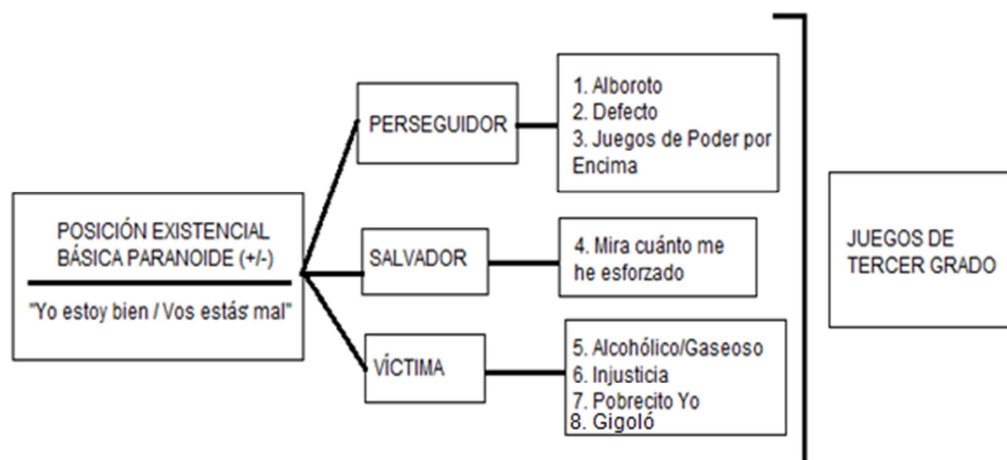 POSICIÓN EXISTENCIAL
BÁSICA PARANOIDE (+/-)
"Yo estoy bien / Vos estás mal"
PERSEGUIDOR
1. Alboroto
2. Defecto
3. Juegos de Poder por
Encima
SALVADOR
4. Mira cuánto me
he esforzado
VÍCTIMA
5. Alcohólico/Gaseoso
6. Injusticia
7. Pobrecito Yo
8. Gigoló
JUEGOS DE
TERCER GRADO